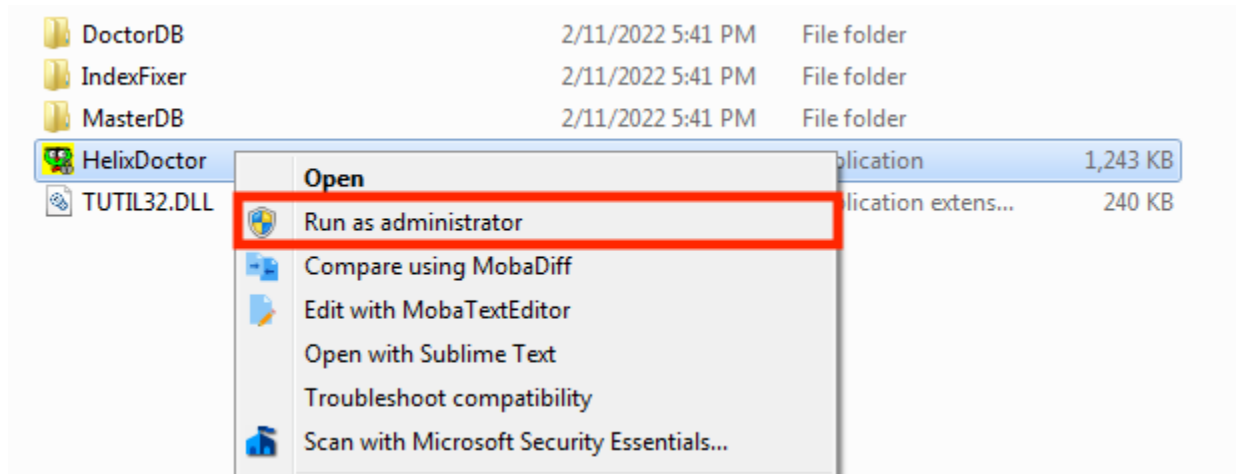 DoctorDB 2/11/2022 5:41 PM File folder
IndexFixer 2/11/2022 5:41 PM File folder
MasterDB 2/11/2022 5:41 PM File folder
HelixDoctor plication 1,243 KB
TUTIL32.DLL plication extens... 240 KB
Open
Run as administrator
Compare using MobaDiff
Edit with MobaTextEditor
Open with Sublime Text
Troubleshoot compatibility
Scan with Microsoft Security Essentials...